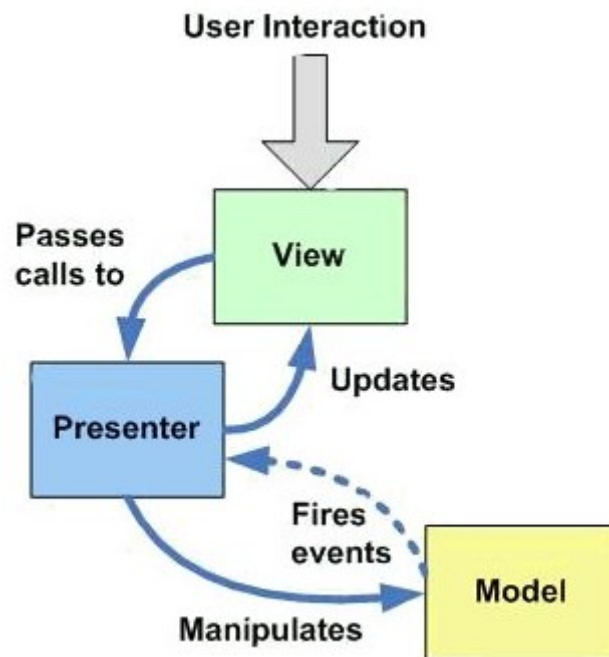 User Interaction
Passes
calls to
View
Updates
Presenter
Fires
events
Model
Manipulates